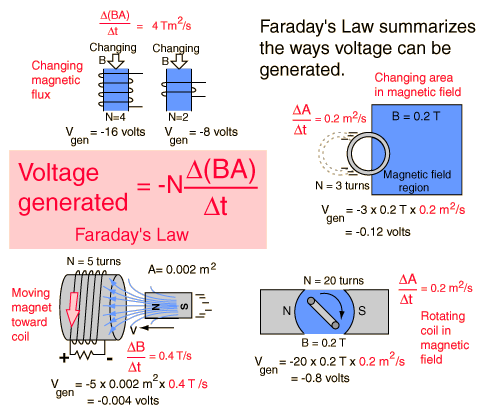 Δ(BA)
Δt
= 4 Tm²/s
Changing
B
Changing
B
Changing
magnetic
flux
N=4
N=2
V gen = -16 volts
V gen = -8 volts
Faraday's Law summarizes
the ways voltage can be
generated.
Changing area
in magnetic field
ΔA
Δt
= 0.2 m²/s
B = 0.2 T
N = 3 turns
Magnetic field
region
V gen = -3 x 0.2 T x 0.2 m²/s
= -0.12 volts
Voltage
generated
= -N Δ(BA)
Δt
Faraday's Law
N = 5 turns
A= 0.002 m²
Moving
magnet
toward
coil
N
S
V
+
-
ΔB
Δt
= 0.4 T/s
V gen = -5 x 0.002 m² x 0.4 T /s
= -0.004 volts
N = 20 turns
N
S
B = 0.2 T
ΔA
Δt
= 0.2 m²/s
Rotating
coil in
magnetic
field
V gen = -20 x 0.2 T x 0.2 m²/s
= -0.8 volts